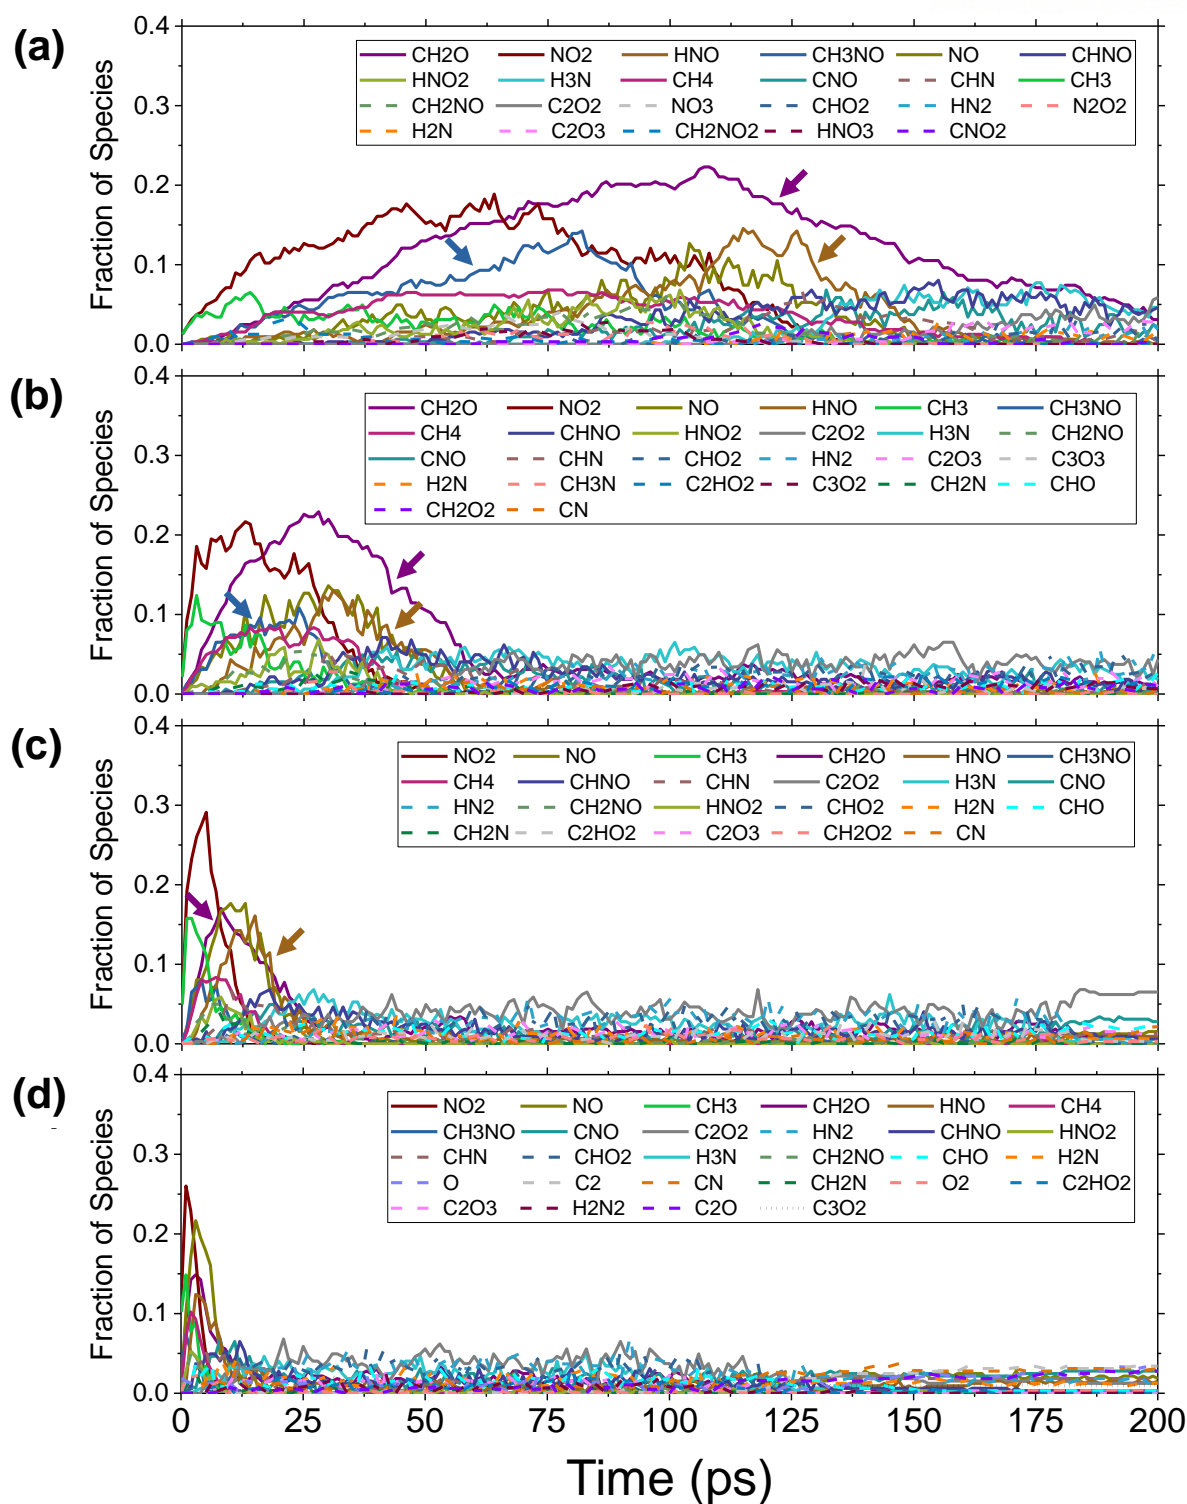 (a)
Fraction of Species
0.4
0.3
0.2
0.1
0.0
CH2O NO2 HNO CH3NO NO CHNO
HNO2 H3N CH4 CNO CHN CH3
CH2NO C2O2 NO3 CHO2 HN2 N2O2
H2N C2O3 CH2NO2 HNO3 CNO2
(b)
Fraction of Species
0.4
0.3
0.2
0.1
0.0
CH2O NO2 NO HNO CH3 CH3NO
CH4 CHNO HNO2 C2O2 H3N CH2NO
CNO CHN CHO2 HN2 C2O3 C3O3
H2N CH3N C2HO2 C3O2 CH2N CHO
CH2O2 CN
(c)
Fraction of Species
0.4
0.3
0.2
0.1
0.0
NO2 NO CH3 CH2O HNO CH3NO
CH4 CHNO CHN C2O2 H3N CNO
HN2 CH2NO HNO2 CHO2 H2N CHO
CH2N C2HO2 C2O3 CH2O2 CN
(d)
Fraction of Species
0.4
0.3
0.2
0.1
0.0
NO2 NO CH3 CH2O HNO CH4
CH3NO CNO C2O2 HN2 CHNO HNO2
CHN CHO2 H3N CH2NO CHO H2N
O C2 CN CH2N O2 C2HO2
C2O3 H2N2 C2O C3O2
0 25 50 75 100 125 150 175 200
Time (ps)